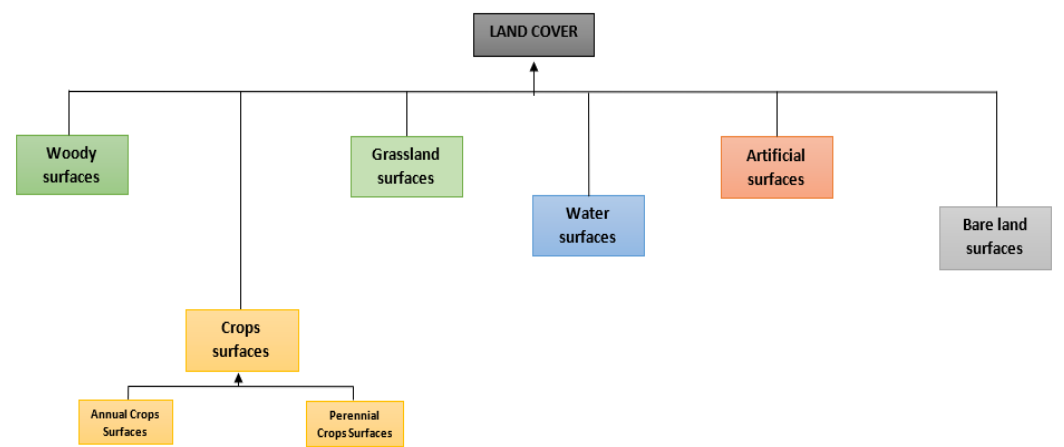 LAND COVER
Woody
surfaces
Grassland
surfaces
Artificial
surfaces
Water
surfaces
Bare land
surfaces
Crops
surfaces
Annual Crops
Surfaces
Perennial
Crops Surfaces